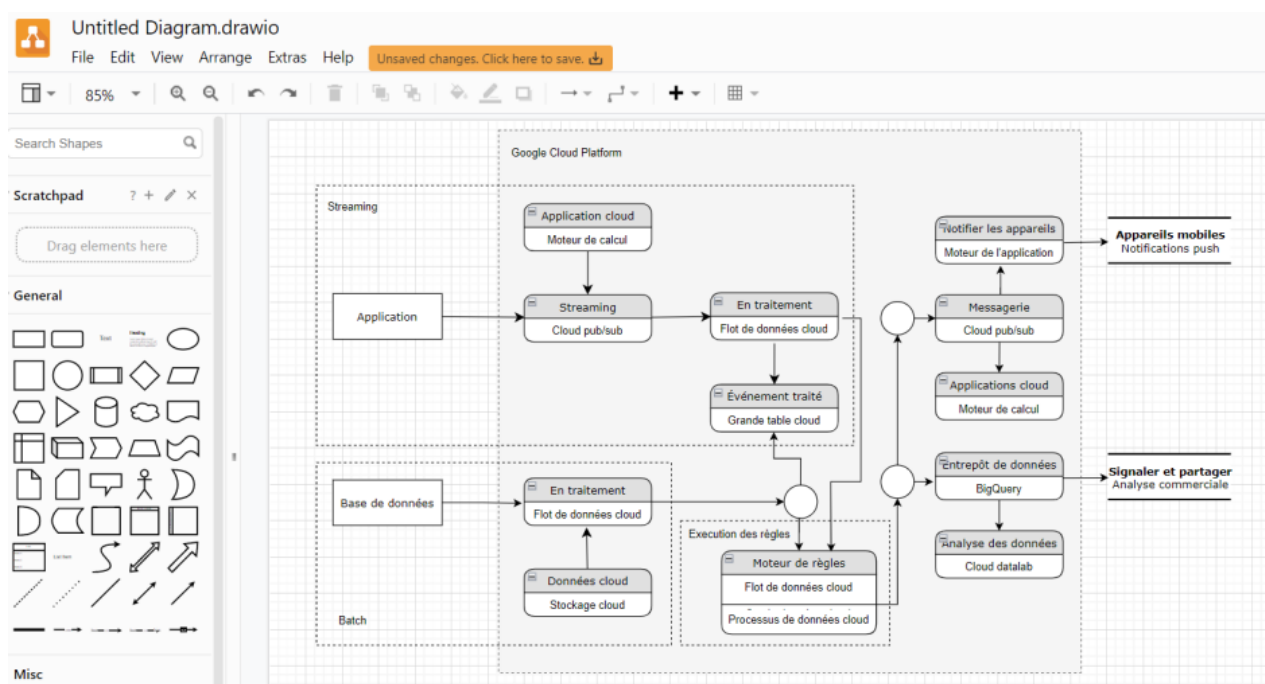 Untitled Diagram.drawio
File Edit View Arrange Extras Help Unsaved changes. Click here to save.
85%
Search Shapes
Scratchpad
Drag elements here
General
Text
Heading
Misc
Google Cloud Platform
Streaming
Application cloud
Moteur de calcul
Application
Streaming
Cloud pub/sub
En traitement
Flot de données cloud
Événement traité
Grande table cloud
Base de données
En traitement
Flot de données cloud
Données cloud
Stockage cloud
Batch
Execution des règles
Moteur de règles
Flot de données cloud
Processus de données cloud
Notifier les appareils
Moteur de l'application
Appareils mobiles
Notifications push
Messagerie
Cloud pub/sub
Applications cloud
Moteur de calcul
Entrepôt de données
BigQuery
Signaler et partager
Analyse commerciale
Analyse des données
Cloud datalab